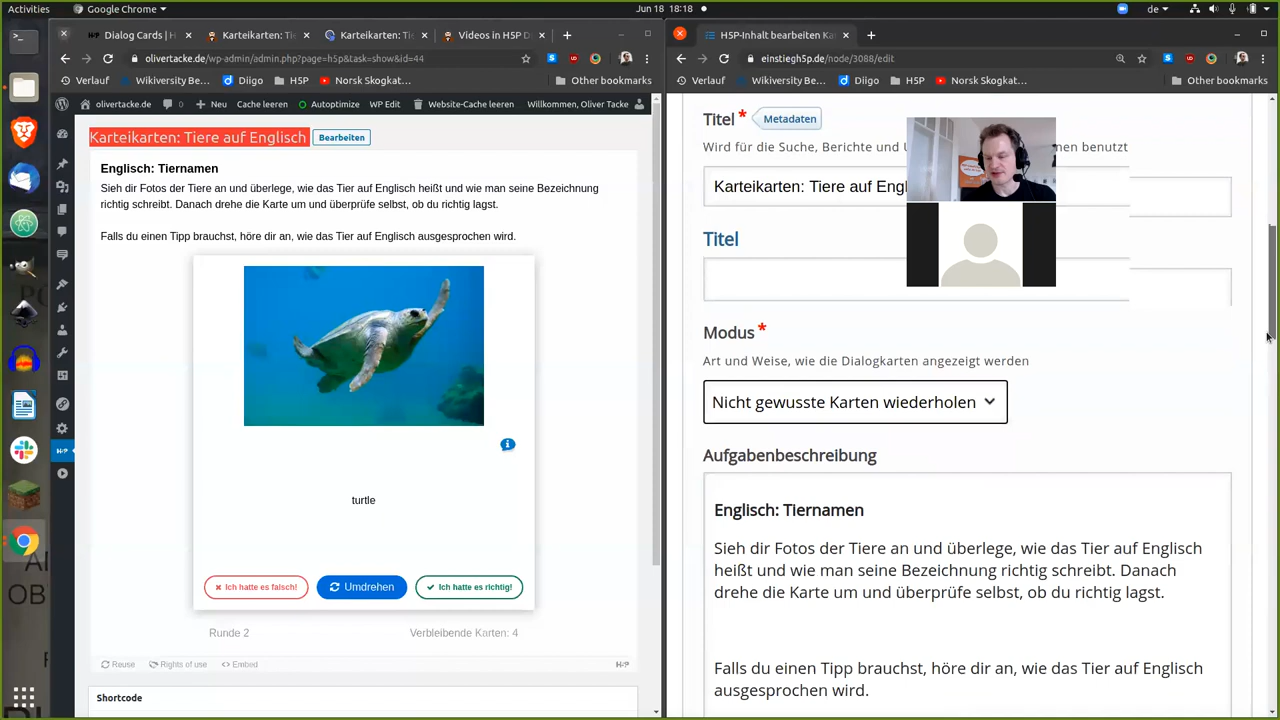 Activities
Google Chrome
Jun 18 18:18
de
Dialog Cards | H
Karteikarten: Tie
Karteikarten: Tie
Videos in H5P D
H5P-Inhalt bearbeiten Ka
olivertacke.de/wp-admin/admin.php?page=h5p&task=show&id=44
einstiegh5p.de/node/3088/edit
Verlauf
Wikiversity Be
Diigo
H5P
Norsk Skogkat
Other bookmarks
Verlauf
Wikiversity Be
Diigo
H5P
Norsk Skogkat
Other bookmarks
olivertacke.de
0
Neu
Cache leeren
Autoptimize
WP Edit
Website-Cache leeren
Willkommen, Oliver Tacke
Karteikarten: Tiere auf Englisch
Bearbeiten
Englisch: Tiernamen
Sieh dir Fotos der Tiere an und überlege, wie das Tier auf Englisch heißt und wie man seine Bezeichnung
richtig schreibt. Danach drehe die Karte um und überprüfe selbst, ob du richtig lagst.
Falls du einen Tipp brauchst, höre dir an, wie das Tier auf Englisch ausgesprochen wird.
turtle
Ich hatte es falsch!
Umdrehen
Ich hatte es richtig!
Runde 2
Verbleibende Karten: 4
Reuse
Rights of use
Embed
H5P
Shortcode
Titel*
Metadaten
Wird für die Suche, Berichte und
nen benutzt
Karteikarten: Tiere auf Engl
Titel
Modus*
Art und Weise, wie die Dialogkarten angezeigt werden
Nicht gewusste Karten wiederholen
Aufgabenbeschreibung
Englisch: Tiernamen
Sieh dir Fotos der Tiere an und überlege, wie das Tier auf Englisch
heißt und wie man seine Bezeichnung richtig schreibt. Danach
drehe die Karte um und überprüfe selbst, ob du richtig lagst.
Falls du einen Tipp brauchst, höre dir an, wie das Tier auf Englisch
ausgesprochen wird.